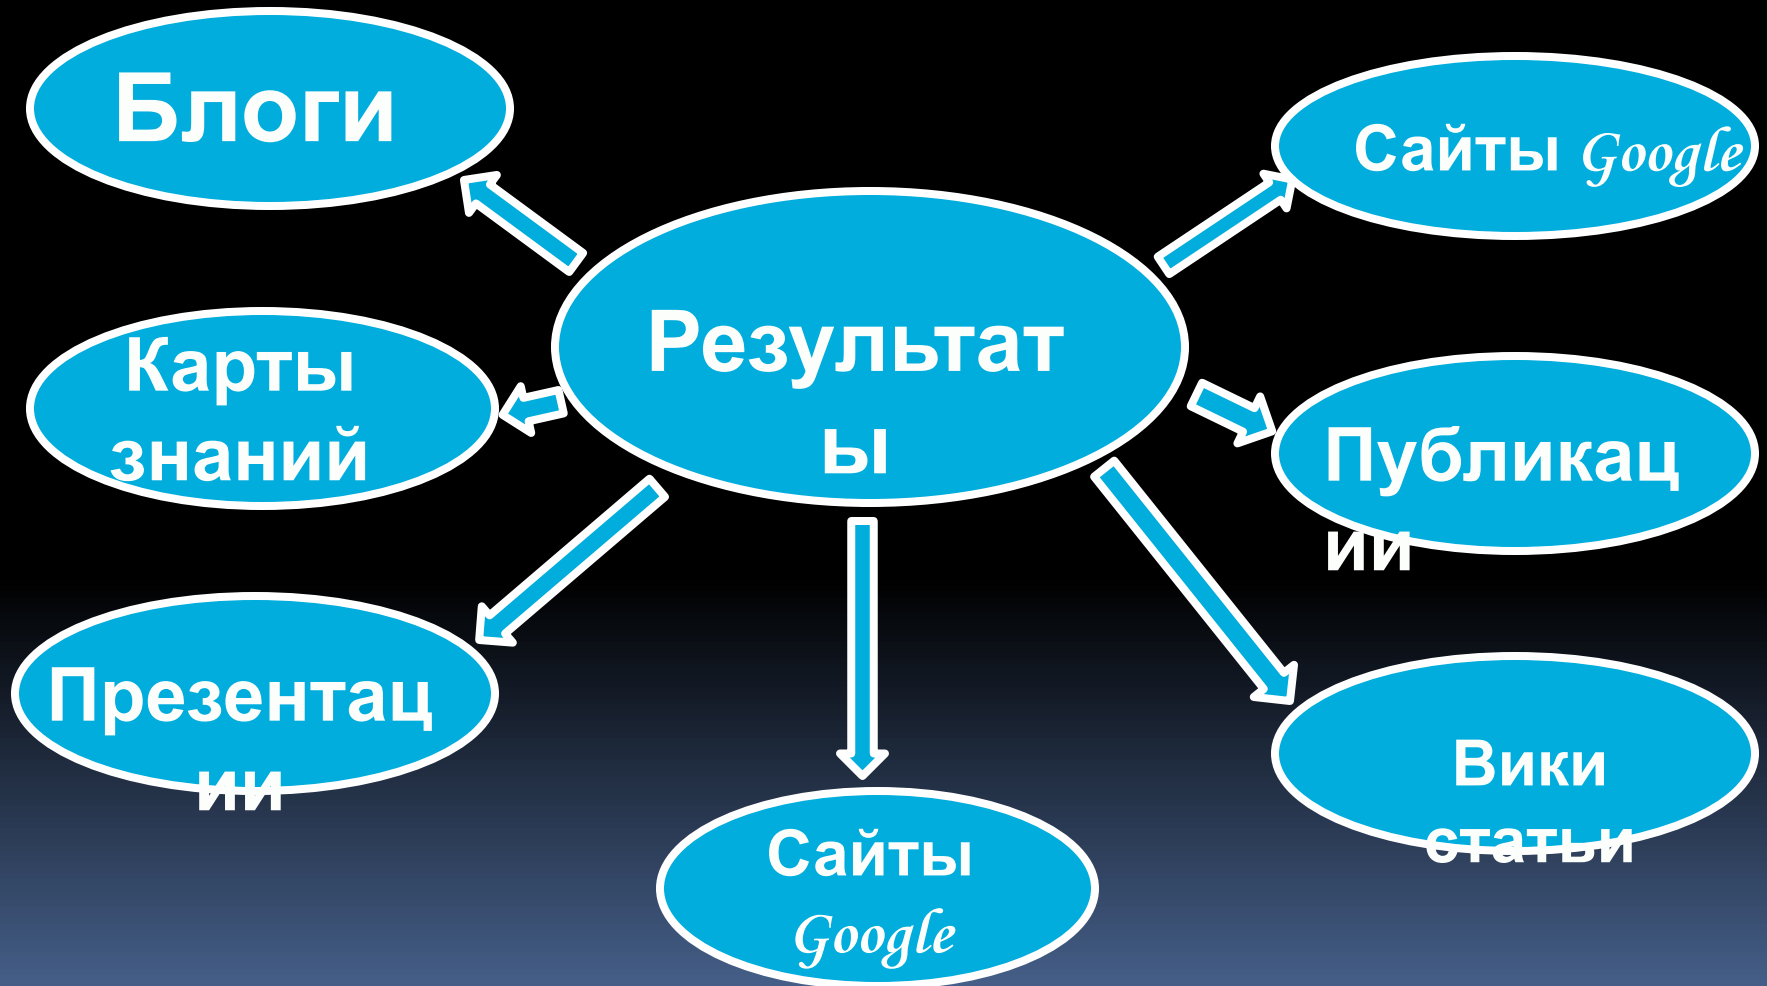 Блоги
Сайты Google
Результат
ы
Карты
знаний
Публикац
ии
Презентац
ии
Вики
статьи
Сайты
Google